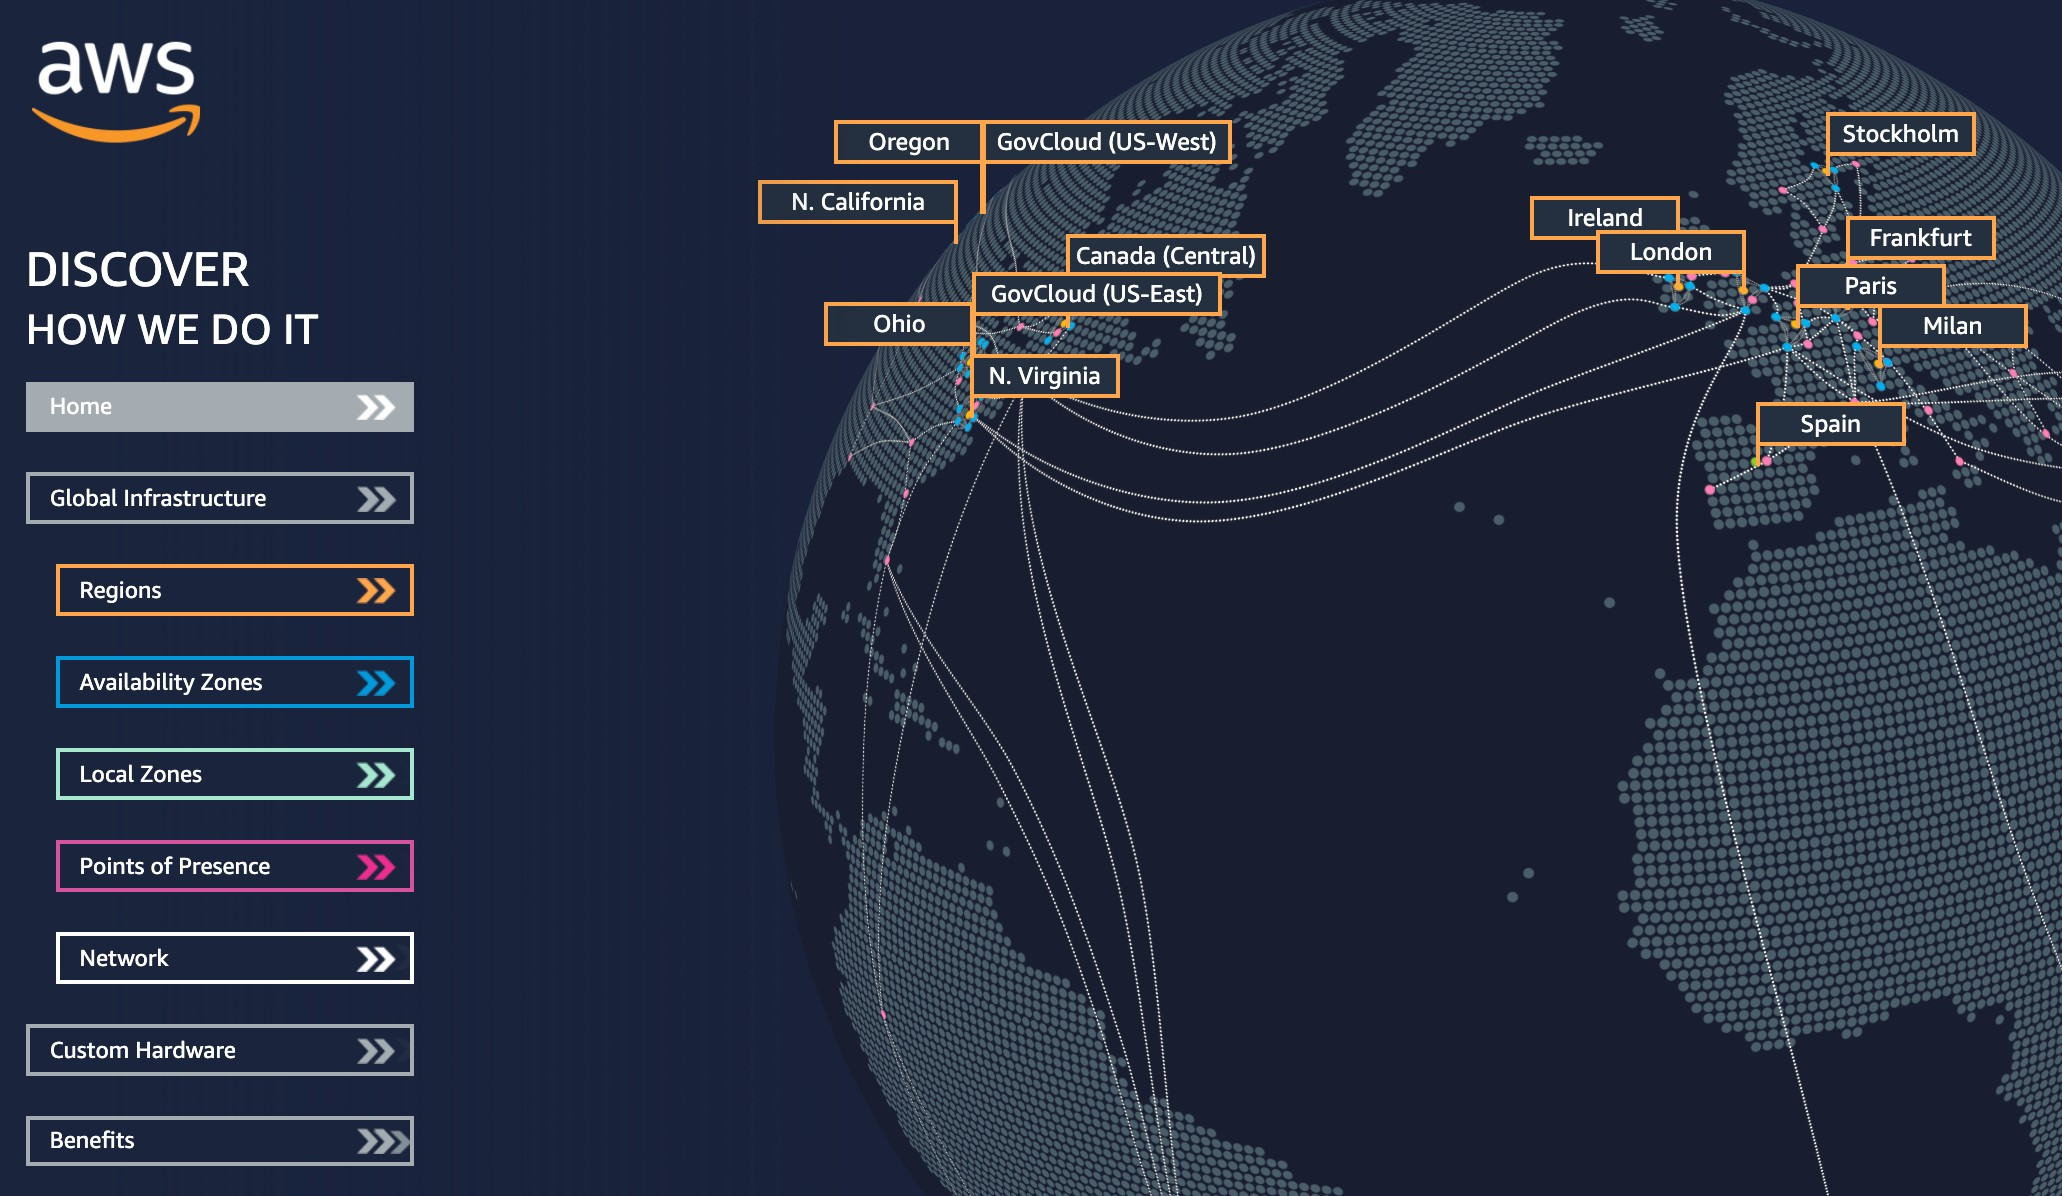 aws
DISCOVER
HOW WE DO IT
Home
Global Infrastructure
Regions
Availability Zones
Local Zones
Points of Presence
Network
Custom Hardware
Benefits
Oregon
GovCloud (US-West)
N. California
Canada (Central)
GovCloud (US-East)
Ohio
N. Virginia
Stockholm
Ireland
London
Frankfurt
Paris
Milan
Spain